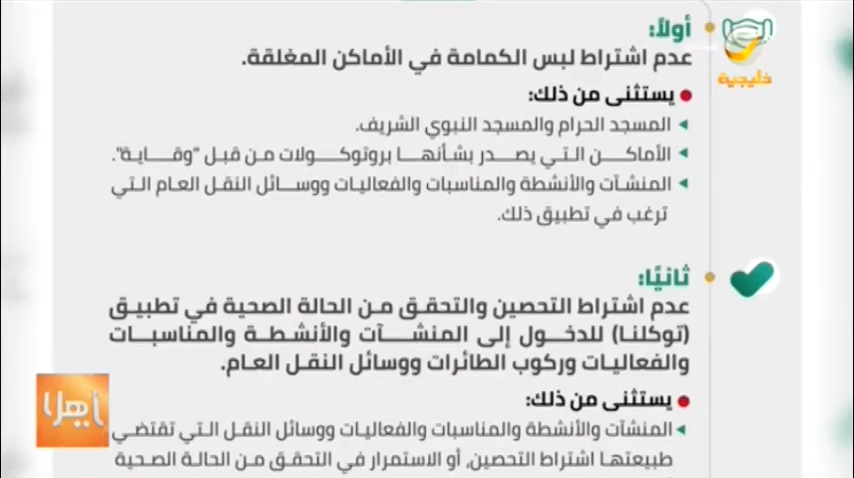 أولاً:
عدم اشتراط لبس الكمامة في الأماكن المغلقة.
خليجية
يستثنى من ذلك:
المسجد الحرام والمسجد النبوي الشريف.
الأماكن التي يصدر بشأنها بروتوكولات من قبل "وقاية".
المنشآت والأنشطة والمناسبات والفعاليات ووسائل النقل العام التي
ترغب في تطبيق ذلك.
ثانيًا:
عدم اشتراط التحصين والتحقق من الحالة الصحية في تطبيق
(توكلنا) للدخول إلى المنشآت والأنشطة والمناسبات
والفعاليات وركوب الطائرات ووسائل النقل العام.
يستثنى من ذلك:
أهلا
المنشآت والأنشطة والمناسبات والفعاليات ووسائل النقل التي تقتضي
طبيعتها اشتراط التحصين، أو الاستمرار في التحقق من الحالة الصحية